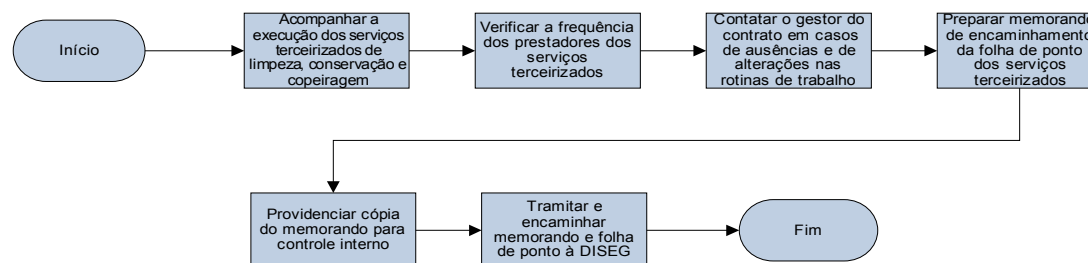 Início
Acompanhar a
execução dos serviços
terceirizados de
limpeza, conservação e
copeiragem
Verificar a frequência
dos prestadores dos
serviços
terceirizados
Contatar o gestor do
contrato em casos
de ausências e de
alterações nas
rotinas de trabalho
Preparar memorando
de encaminhamento
da folha de ponto
dos serviços
terceirizados
Providenciar cópia
do memorando para
controle interno
Tramitar e
encaminhar
memorando e folha
de ponto à DISEG
Fim